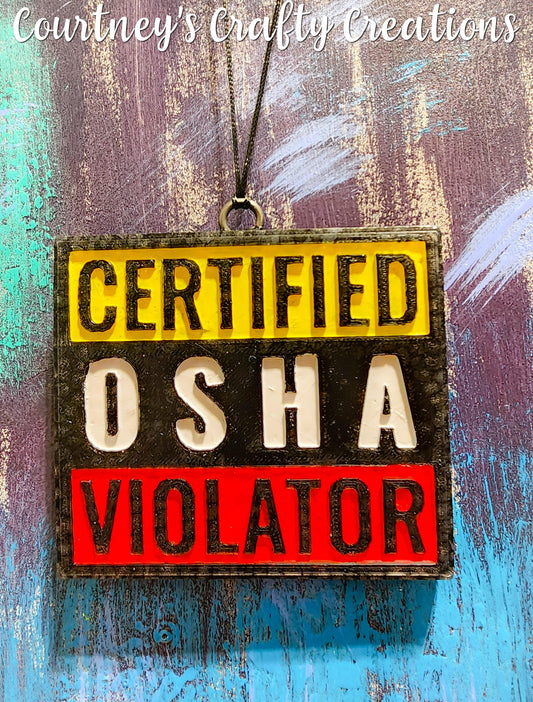 Courtney's Crafty Creations
CERTIFIED
OSHA
VIOLATOR